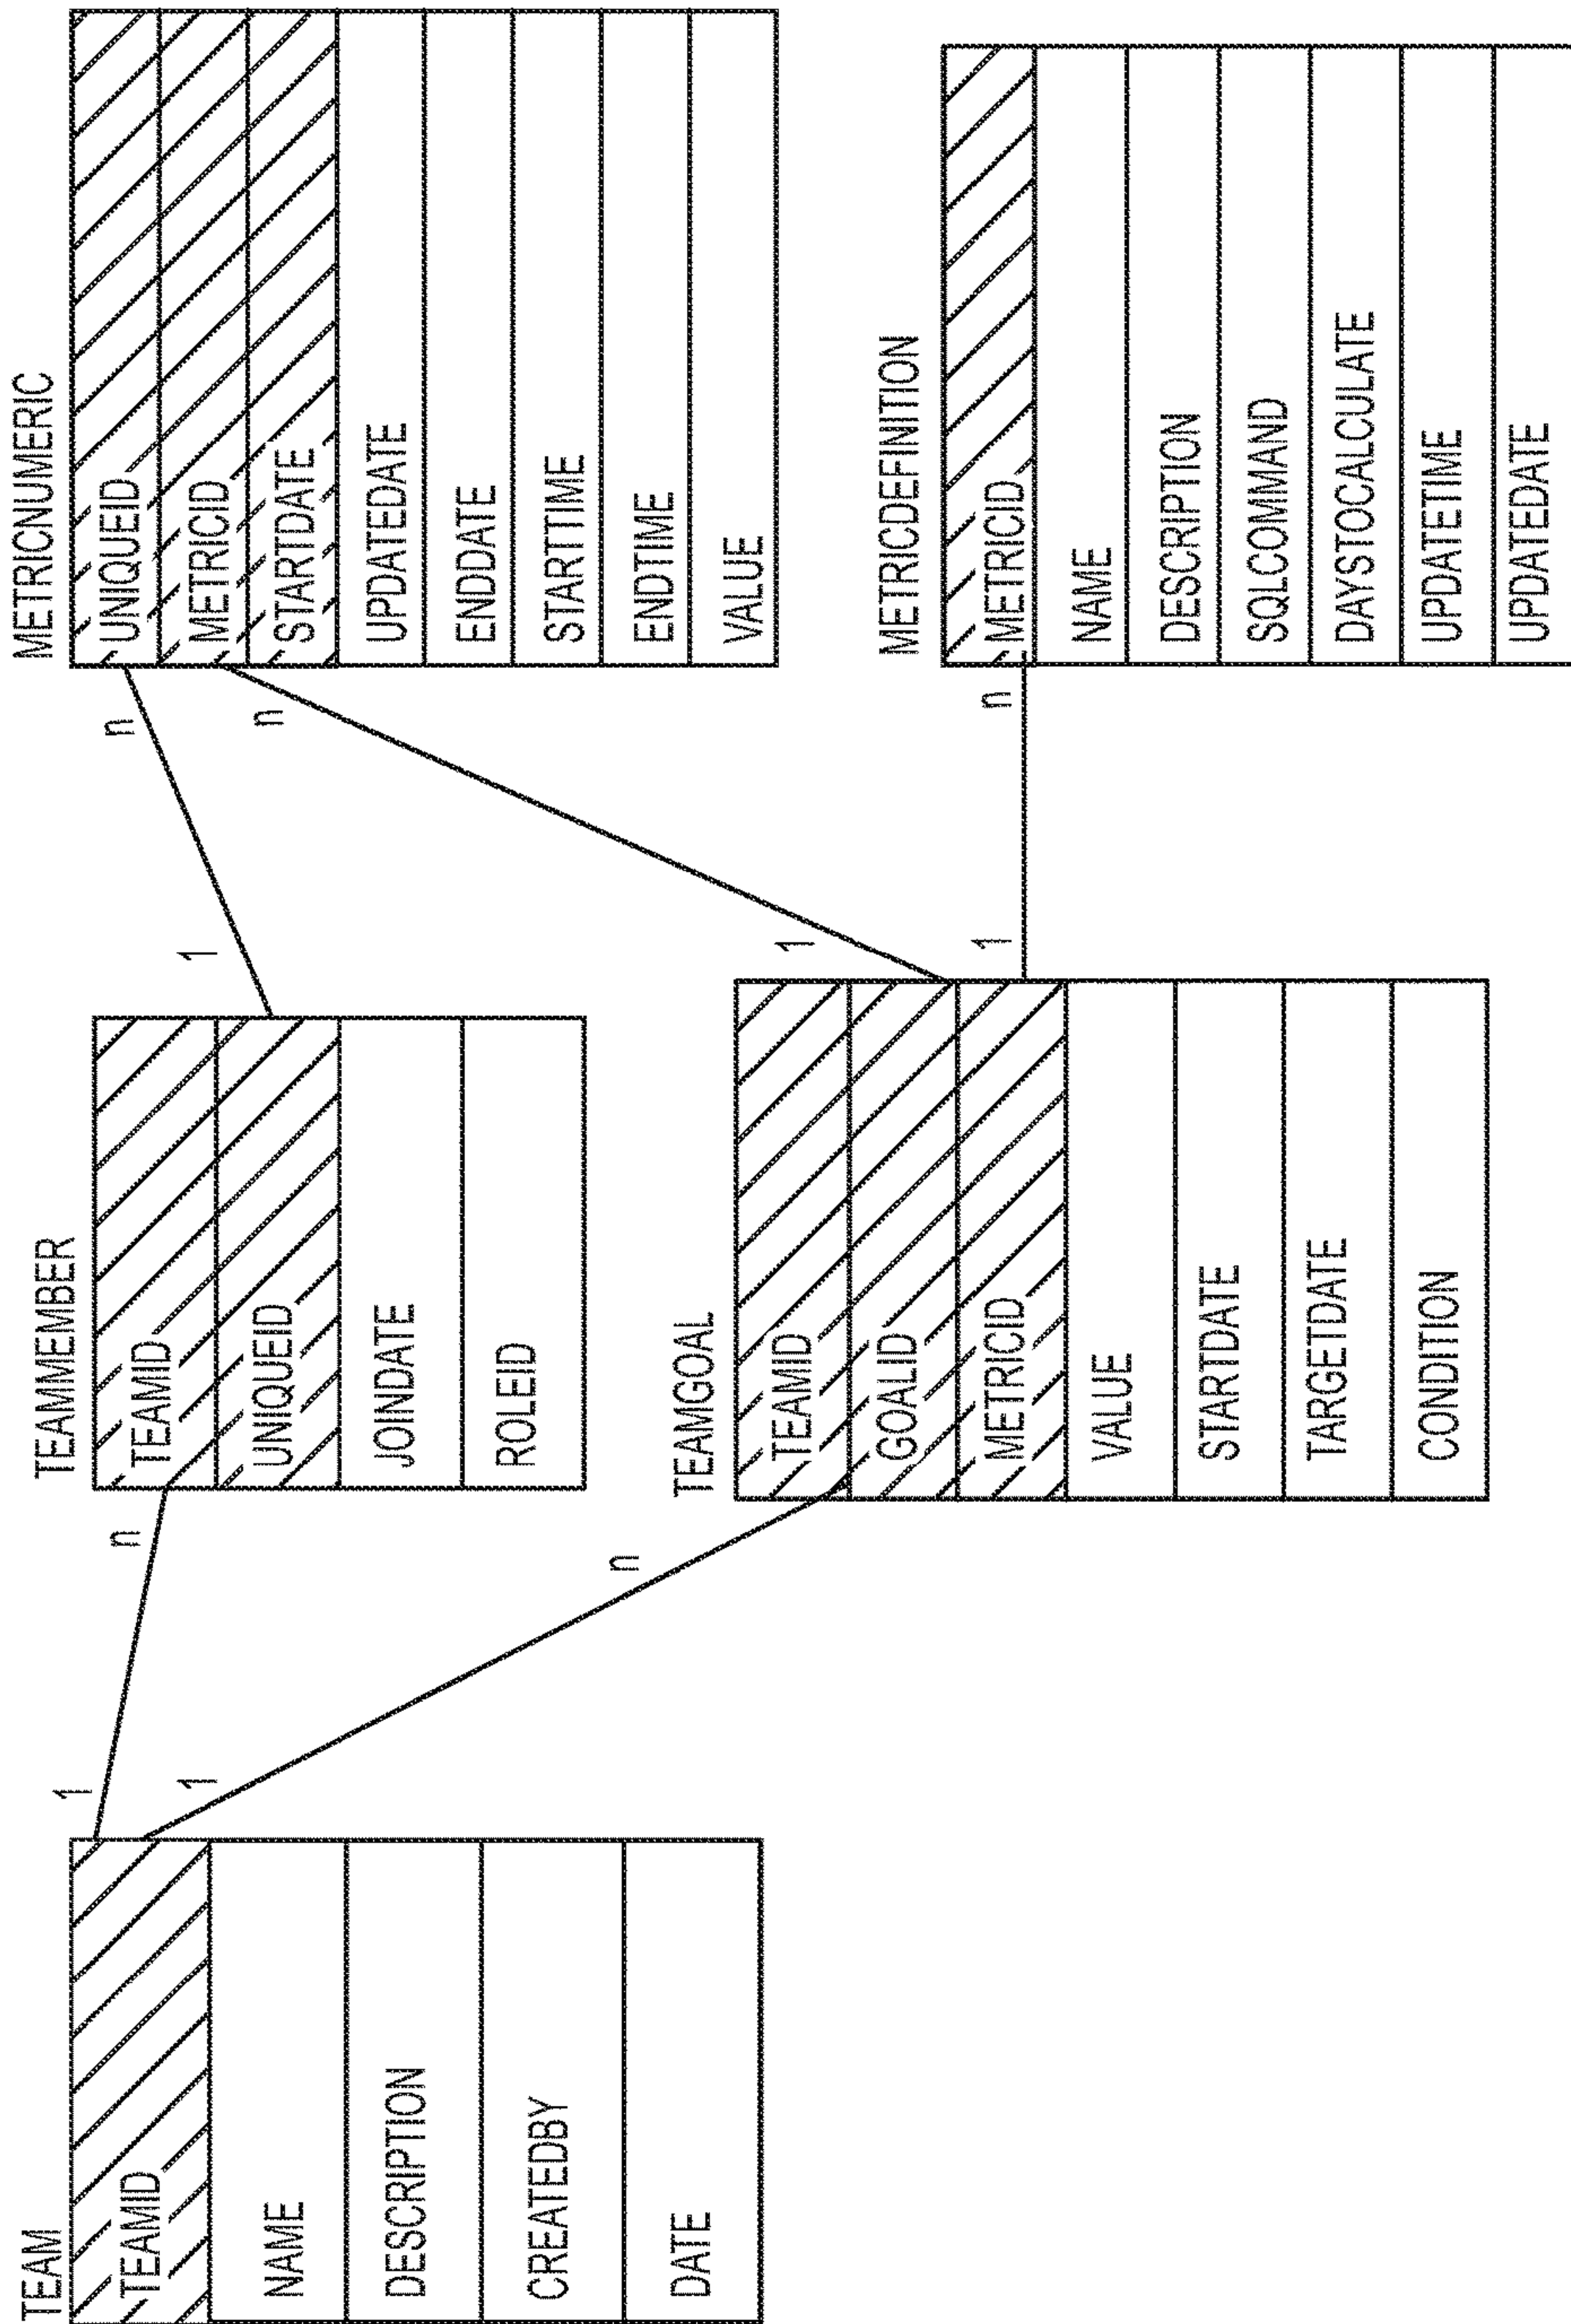 TEAM
TEAMID
NAME
DESCRIPTION
CREATEDBY
DATE
1
1
n
n
TEAMMEMBER
TEAMID
UNIQUEID
JOINDATE
ROLEID
TEAMGOAL
TEAMID
GOALID
METRICID
VALUE
STARTDATE
TARGETDATE
CONDITION
1
1
1
n
n
n
METRICNUMERIC
UNIQUEID
METRICID
STARTDATE
UPDATEDATE
ENDDATE
STARTTIME
ENDTIME
VALUE
METRICDEFINITION
METRICID
NAME
DESCRIPTION
SQLCOMMAND
DAYSTOCALCULATE
UPDATETIME
UPDATEDATE